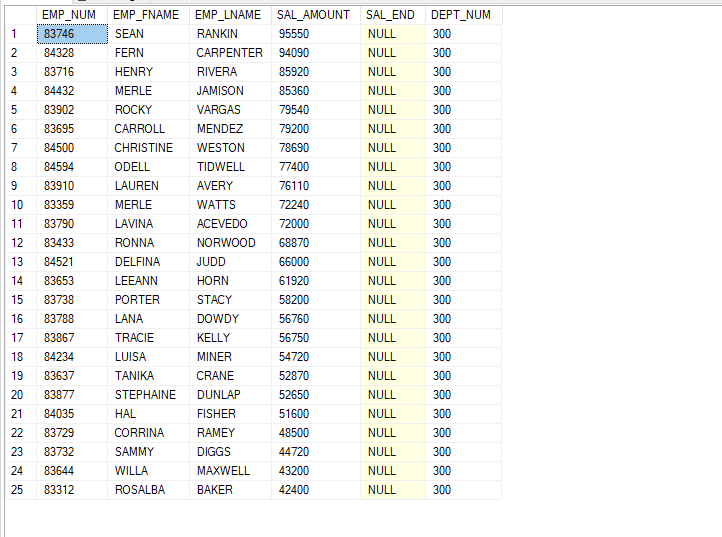 EMP_NUM EMP_FNAME EMP_LNAME SAL_AMOUNT SAL_END DEPT_NUM
1 83746 SEAN RANKIN 95550 NULL 300
2 84328 FERN CARPENTER 94090 NULL 300
3 83716 HENRY RIVERA 85920 NULL 300
4 84432 MERLE JAMISON 85360 NULL 300
5 83902 ROCKY VARGAS 79540 NULL 300
6 83695 CARROLL MENDEZ 79200 NULL 300
7 84500 CHRISTINE WESTON 78690 NULL 300
8 84594 ODELL TIDWELL 77400 NULL 300
9 83910 LAUREN AVERY 76110 NULL 300
10 83359 MERLE WATTS 72240 NULL 300
11 83790 LAVINA ACEVEDO 72000 NULL 300
12 83433 RONNA NORWOOD 68870 NULL 300
13 84521 DELFINA JUDD 66000 NULL 300
14 83653 LEEANN HORN 61920 NULL 300
15 83738 PORTER STACY 58200 NULL 300
16 83788 LANA DOWDY 56760 NULL 300
17 83867 TRACIE KELLY 56750 NULL 300
18 84234 LUISA MINER 54720 NULL 300
19 83637 TANIKA CRANE 52870 NULL 300
20 83877 STEPHAINE DUNLAP 52650 NULL 300
21 84035 HAL FISHER 51600 NULL 300
22 83729 CORRINA RAMEY 48500 NULL 300
23 83732 SAMMY DIGGS 44720 NULL 300
24 83644 WILLA MAXWELL 43200 NULL 300
25 83312 ROSALBA BAKER 42400 NULL 300